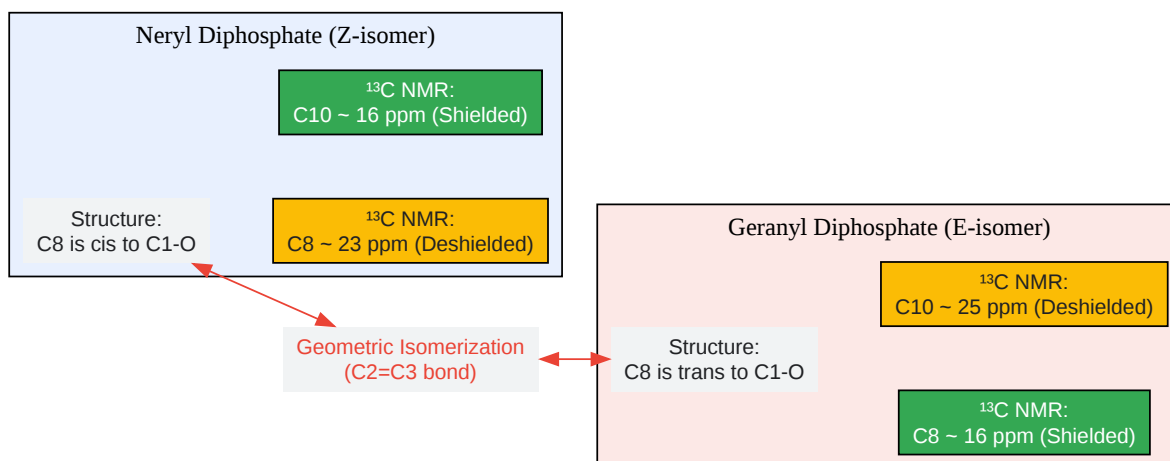 Neryl Diphosphate (Z-isomer)
¹³C NMR:
C10 ~ 16 ppm (Shielded)
Structure:
C8 is cis to C1-O
¹³C NMR:
C8 ~ 23 ppm (Deshielded)
Geometric Isomerization
(C2=C3 bond)
Geranyl Diphosphate (E-isomer)
¹³C NMR:
C10 ~ 25 ppm (Deshielded)
Structure:
C8 is trans to C1-O
¹³C NMR:
C8 ~ 16 ppm (Shielded)